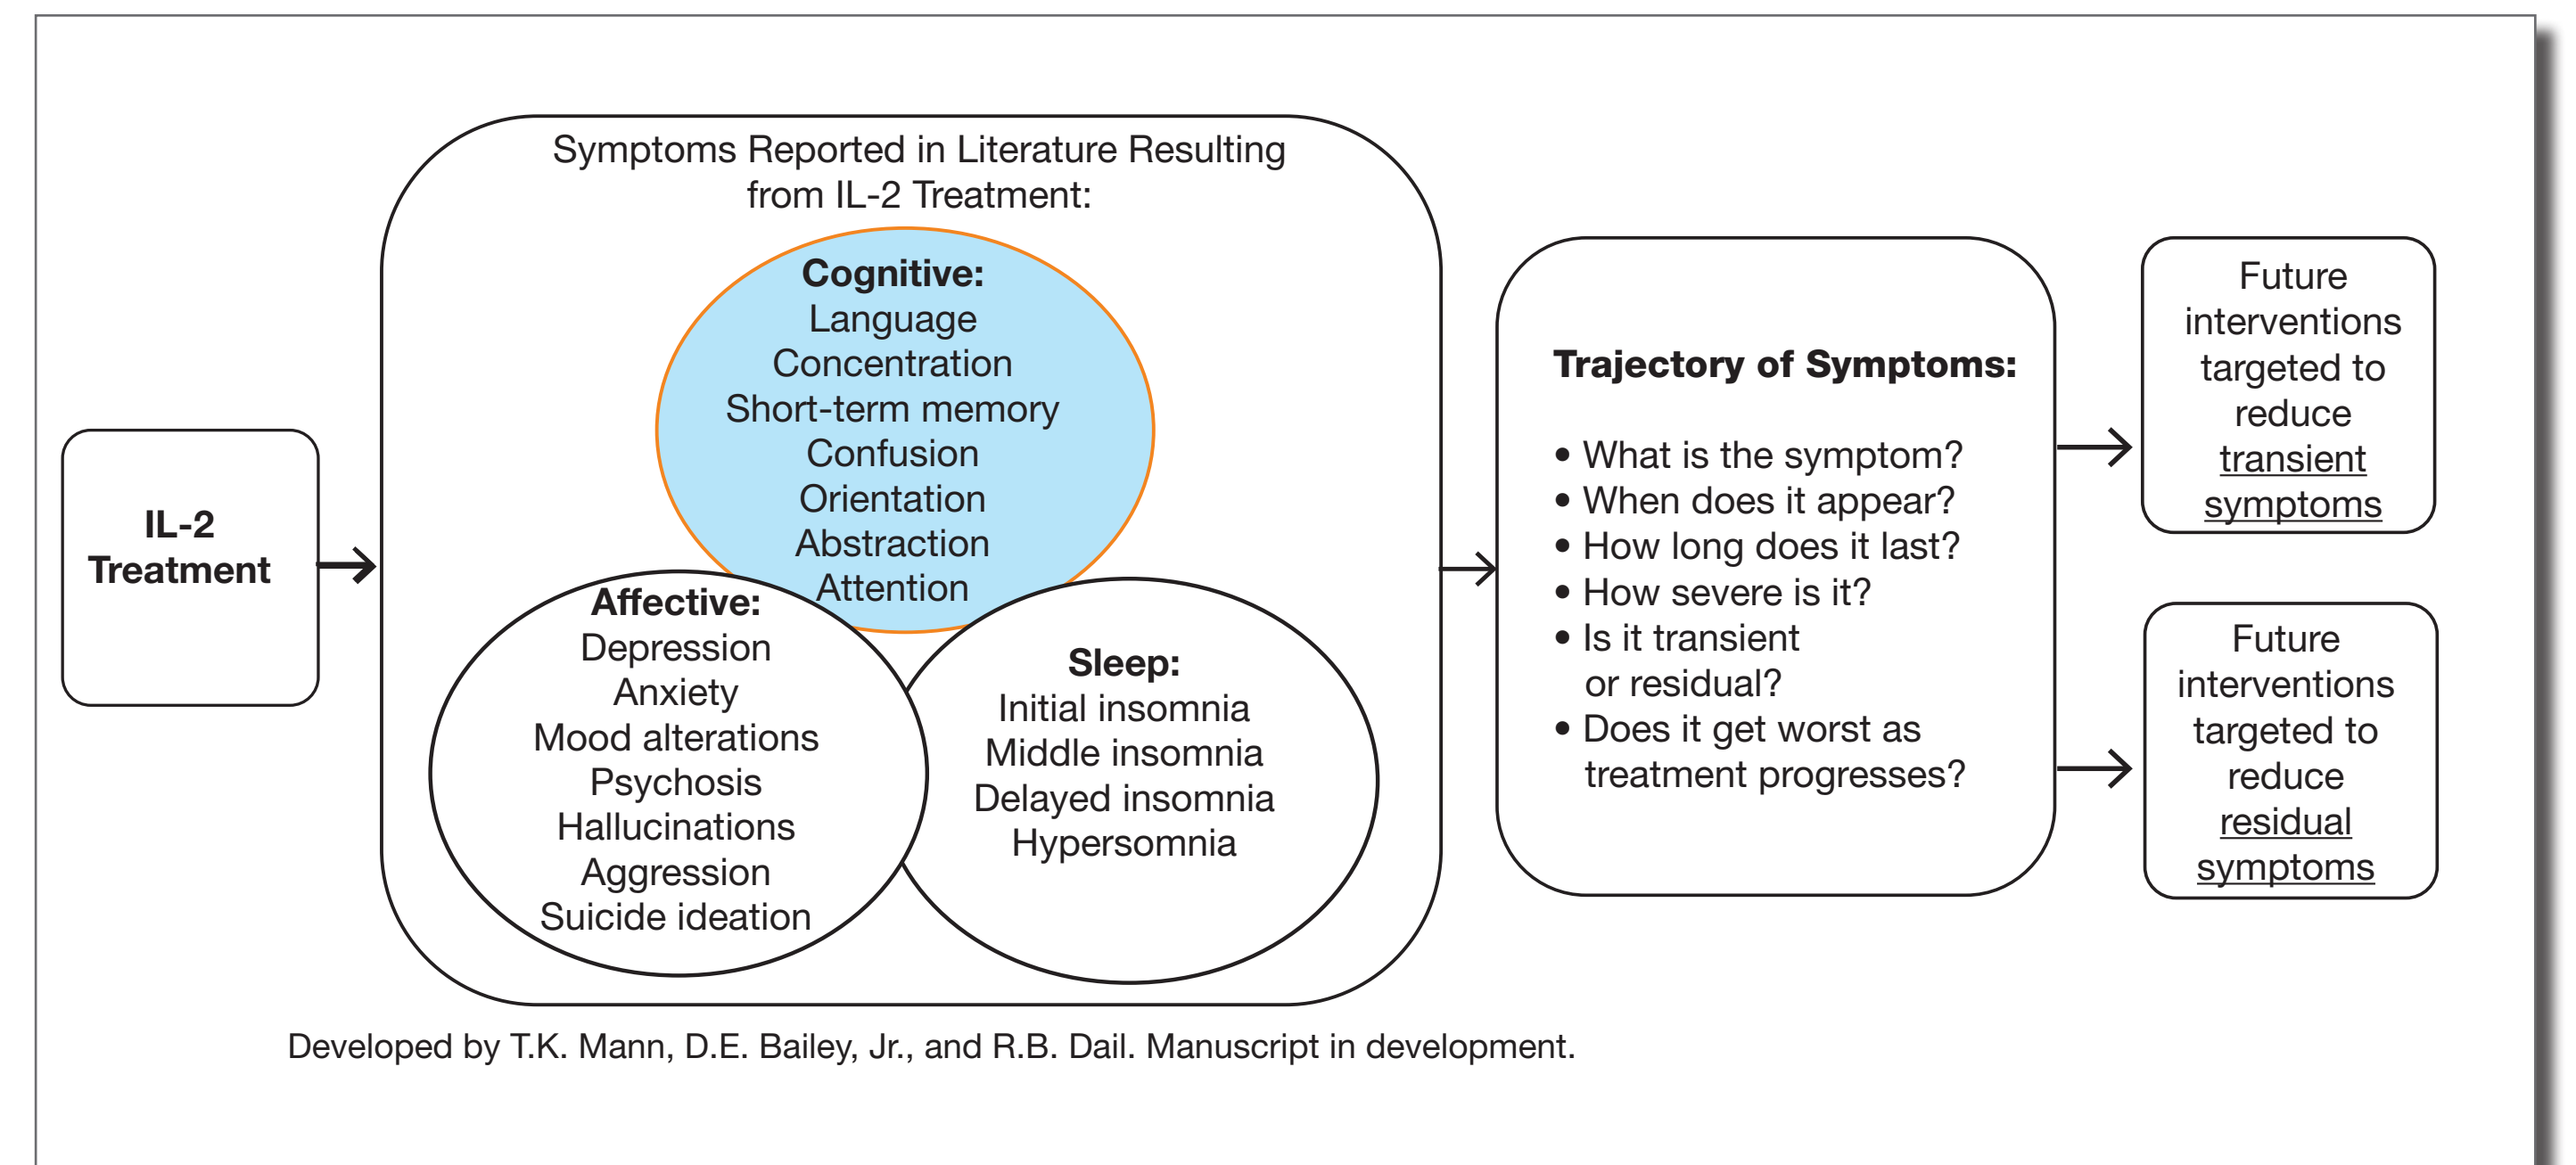 IL-2
Treatment
Symptoms Reported in Literature Resulting
from IL-2 Treatment:
Cognitive:
Language
Concentration
Short-term memory
Confusion
Orientation
Abstraction
Attention
Affective:
Depression
Anxiety
Mood alterations
Psychosis
Hallucinations
Aggression
Suicide ideation
Sleep:
Initial insomnia
Middle insomnia
Delayed insomnia
Hypersomnia
Trajectory of Symptoms:
• What is the symptom?
• When does it appear?
• How long does it last?
• How severe is it?
• Is it transient
or residual?
• Does it get worst as
treatment progresses?
Future
interventions
targeted to
reduce
transient
symptoms
Future
interventions
targeted to
reduce
residual
symptoms
Developed by T.K. Mann, D.E. Bailey, Jr., and R.B. Dail. Manuscript in development.